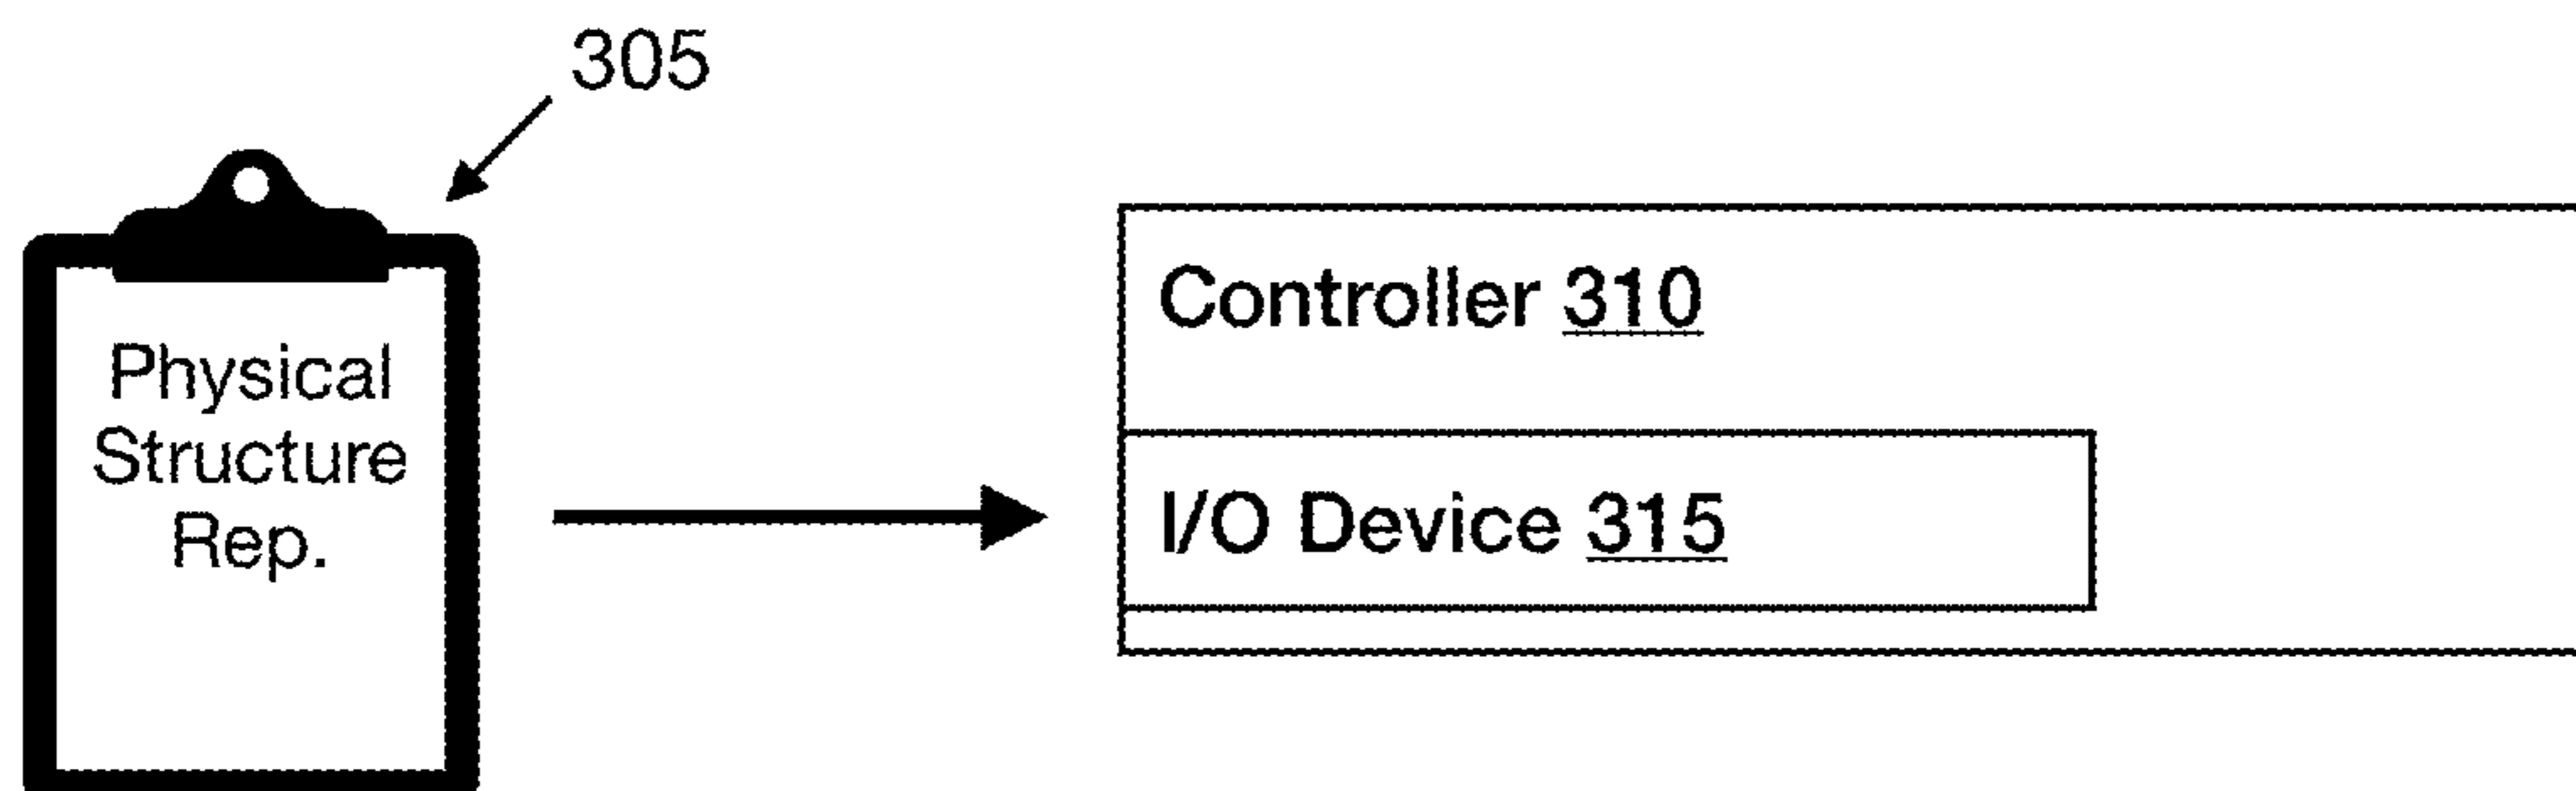 305
Physical
Structure
Rep.
Controller 310
I/O Device 315